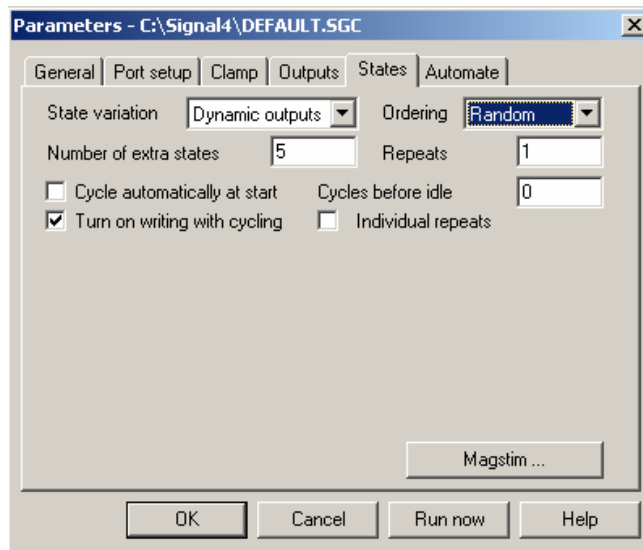 Parameters - C:\Signal4\DEFAULT.SGC
General Port setup Clamp Outputs States Automate
State variation Dynamic outputs Ordering Random
Number of extra states 5 Repeats 1
Cycle automatically at start Cycles before idle 0
Turn on writing with cycling Individual repeats
Magstim ...
OK Cancel Run now Help